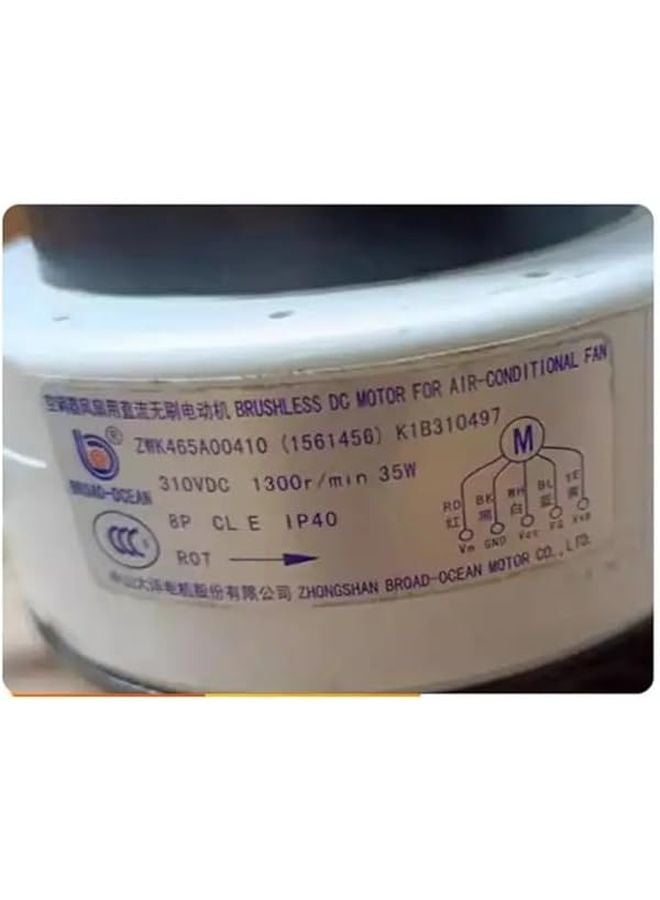 空调器风扇用直流无刷电动机 BRUSHLESS DC MOTOR FOR AIR-CONDITIONAL FAN
ZWK465A00410 (1561456) K1B310497
®
BROAD-OCEAN
310VDC 1300r/min 35W
M
8P CL E IP40
RD BK WH BL YE
红 黑 白 蓝 黄
Vm GND Vcc FG Vsp
CCC S
ROT
中山大洋电机股份有限公司 ZHONGSHAN BROAD-OCEAN MOTOR CO., LTD.